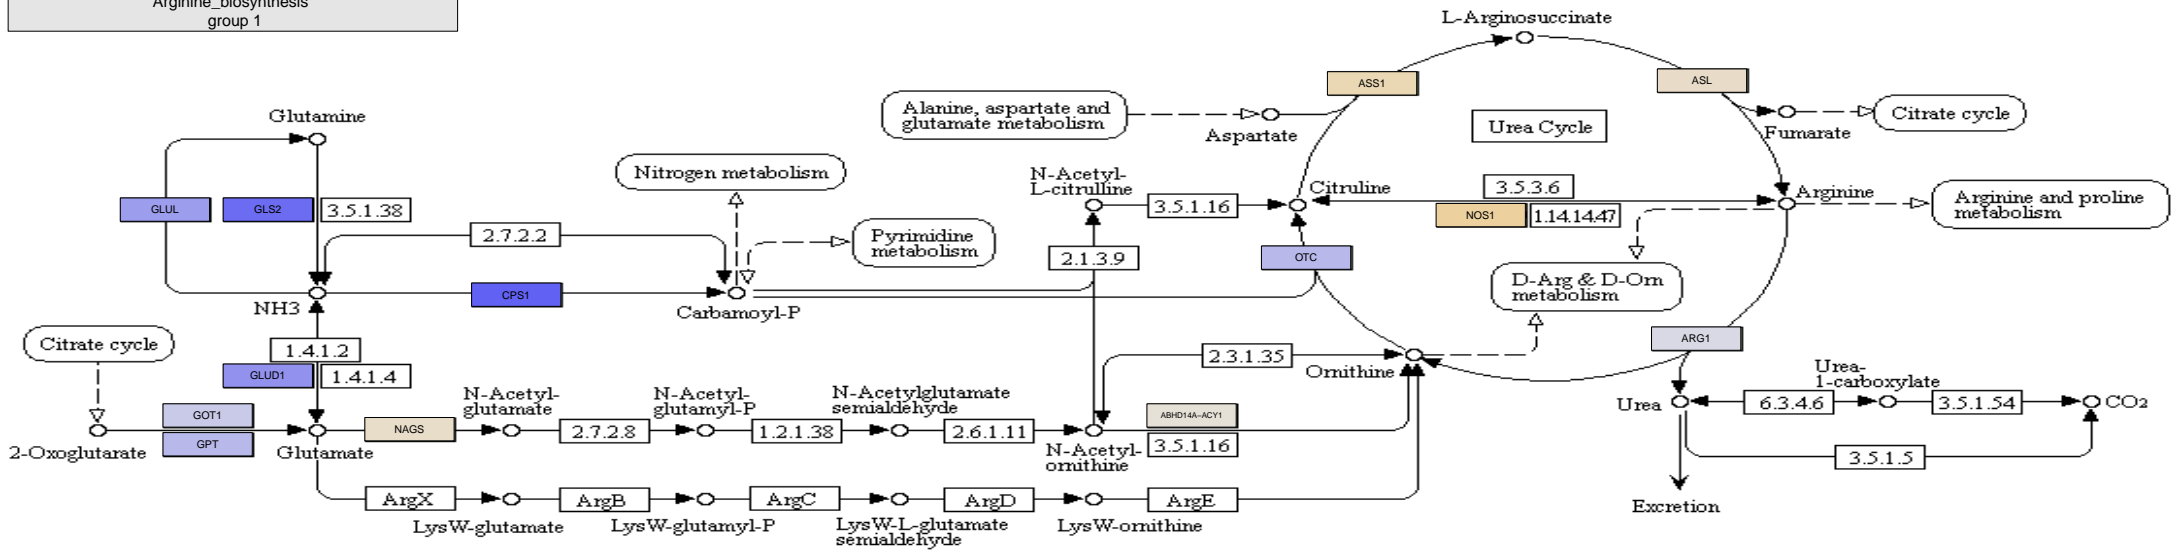 Arginine_biosynthesis
group 1
L-Arginosuccinate
ASS1
ASL
Alanine, aspartate and
glutamate metabolism
Aspartate
Urea Cycle
Fumarate
Citrate cycle
Glutamine
Nitrogen metabolism
N-Acetyl-
L-citrulline
3.5.1.16
Citruline
3.5.3.6
NOS1
1.14.14.47
Arginine
Arginine and proline
metabolism
GLUL
GLS2
3.5.1.38
2.7.2.2
Pyrimidine
metabolism
2.1.3.9
OTC
D-Arg & D-Orn
metabolism
NH3
CPS1
Carbamoyl-P
Citrate cycle
1.4.1.2
GLUD1
1.4.1.4
2.3.1.35
Ornithine
ARG1
Urea-
1-carboxylate
Urea
6.3.4.6
3.5.1.54
CO2
GOT1
GPT
2-Oxoglutarate
Glutamate
NAGS
N-Acetyl-
glutamate
2.7.2.8
N-Acetyl-
glutamyl-P
1.2.1.38
N-Acetylglutamate
semialdehyde
2.6.1.11
N-Acetyl-
ornithine
ABHD14A-ACY1
3.5.1.16
3.5.1.5
Excretion
ArgX
LysW-glutamate
ArgB
LysW-glutamyl-P
ArgC
LysW-L-glutamate
semialdehyde
ArgD
LysW-ornithine
ArgE